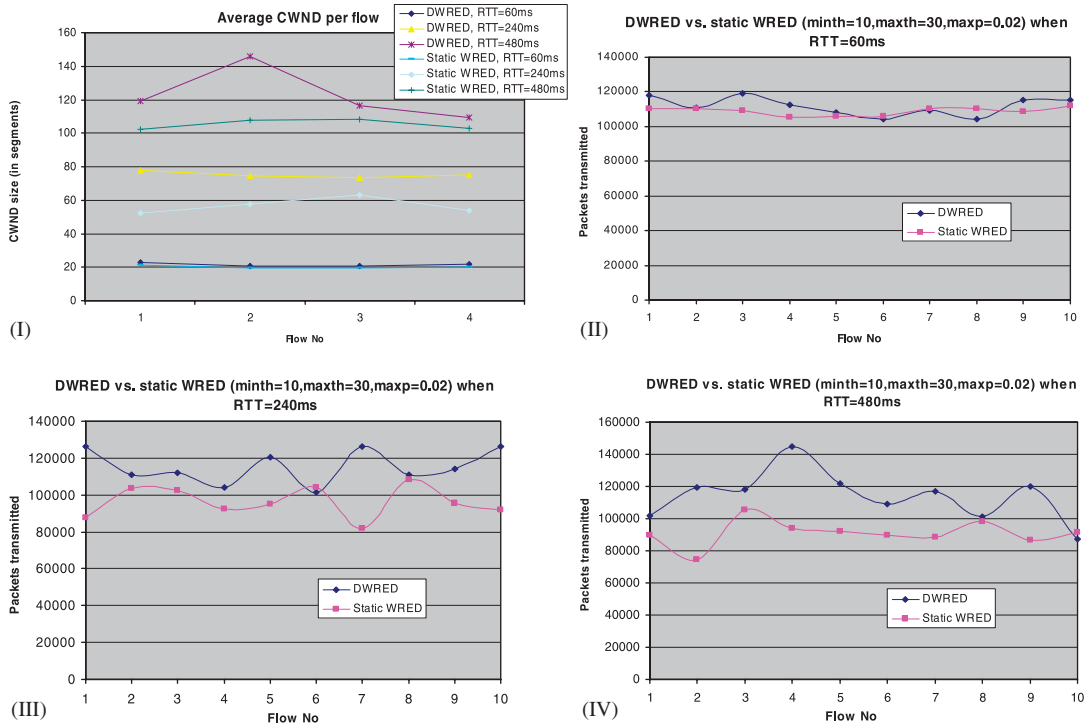 Average CWND per flow
DWRED, RTT=60ms
DWRED, RTT=240ms
DWRED, RTT=480ms
Static WRED, RTT=60ms
Static WRED, RTT=240ms
Static WRED, RTT=480ms
CWND size (in segments)
160
140
120
100
80
60
40
20
0
1 2 3 4
Flow No
(I)
DWRED vs. static WRED (minth=10,maxth=30,maxp=0.02) when
RTT=60ms
Packets transmitted
140000
120000
100000
80000
60000
40000
20000
0
DWRED
Static WRED
1 2 3 4 5 6 7 8 9 10
Flow No
(II)
DWRED vs. static WRED (minth=10,maxth=30,maxp=0.02) when
RTT=240ms
Packets transmitted
140000
120000
100000
80000
60000
40000
20000
0
DWRED
Static WRED
1 2 3 4 5 6 7 8 9 10
Flow No
(III)
DWRED vs. static WRED (minth=10,maxth=30,maxp=0.02) when
RTT=480ms
Packets transmitted
160000
140000
120000
100000
80000
60000
40000
20000
0
DWRED
Static WRED
1 2 3 4 5 6 7 8 9 10
Flow No
(IV)